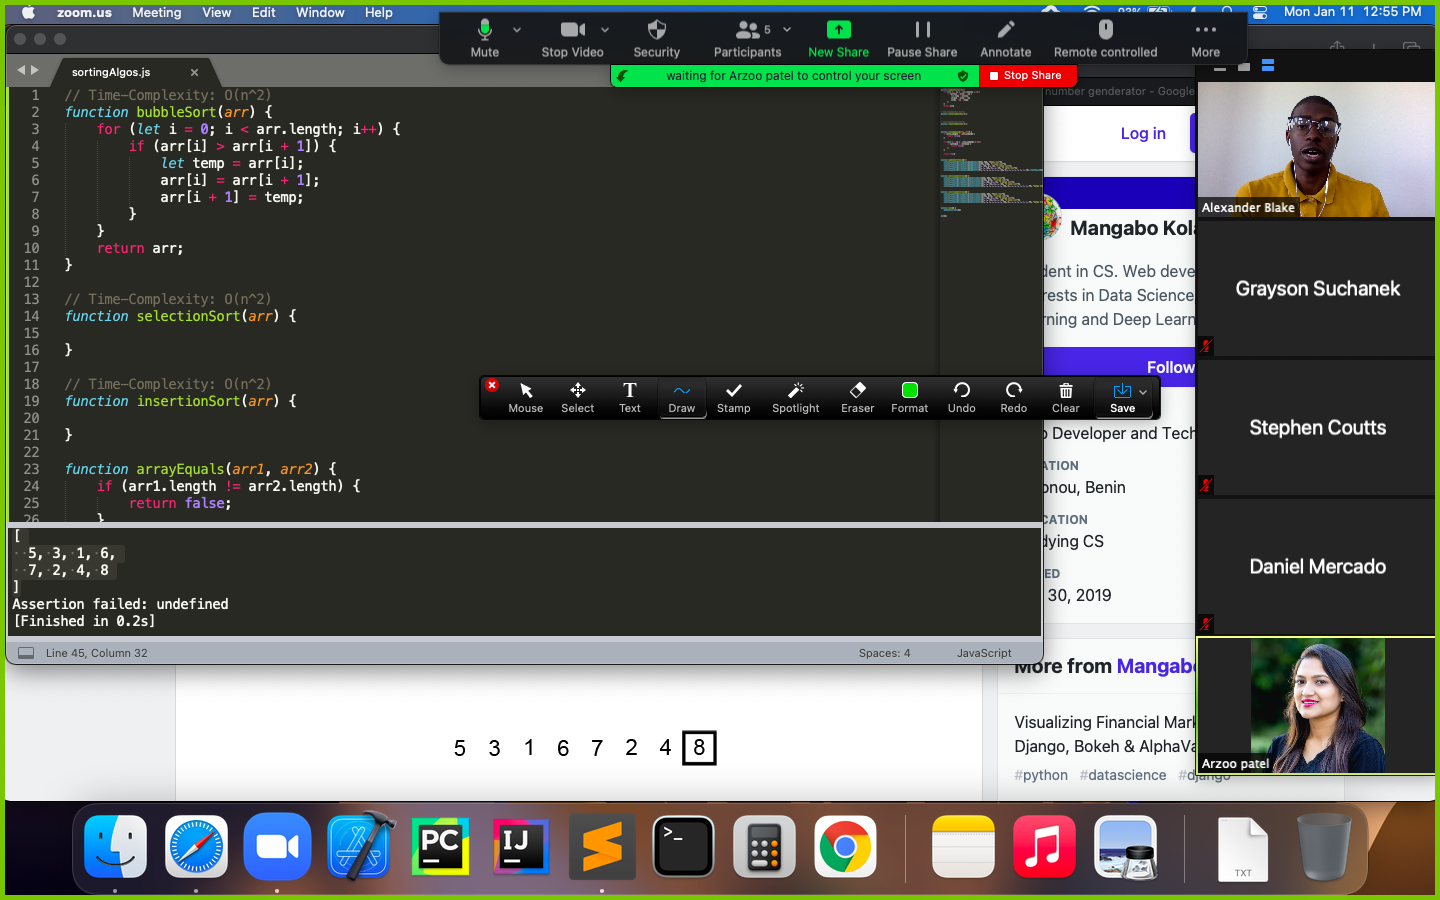 zoom.us Meeting View Edit Window Help
93%
Mon Jan 11 12:55 PM
Mute
Stop Video
Security
Participants 5
New Share
Pause Share
Annotate
Remote controlled
More
waiting for Arzoo patel to control your screen
Stop Share
sortingAlgos.js
1 // Time-Complexity: O(n^2)
2 function bubbleSort(arr) {
3 for (let i = 0; i < arr.length; i++) {
4 if (arr[i] > arr[i + 1]) {
5 let temp = arr[i];
6 arr[i] = arr[i + 1];
7 arr[i + 1] = temp;
8 }
9 }
10 return arr;
11 }
12
13 // Time-Complexity: O(n^2)
14 function selectionSort(arr) {
15
16 }
17
18 // Time-Complexity: O(n^2)
19 function insertionSort(arr) {
20
21 }
22
23 function arrayEquals(arr1, arr2) {
24 if (arr1.length != arr2.length) {
25 return false;
26 }
[
5, 3, 1, 6,
7, 2, 4, 8
]
Assertion failed: undefined
[Finished in 0.2s]
Line 45, Column 32
Spaces: 4
JavaScript
Mouse
Select
Text
Draw
Stamp
Spotlight
Eraser
Format
Undo
Redo
Clear
Save
number genderator - Google
Log in
Mangabo Kola
dent in CS. Web deve
rests in Data Science
rning and Deep Learn
Follow
b Developer and Tech
ATION
onou, Benin
CATION
dying CS
ED
30, 2019
More from Mangabo
Visualizing Financial Mark
Django, Bokeh & AlphaVa
#python #datascience #django
5 3 1 6 7 2 4 8
Alexander Blake
Grayson Suchanek
Stephen Coutts
Daniel Mercado
Arzoo patel
PC
IJ
>_
TXT